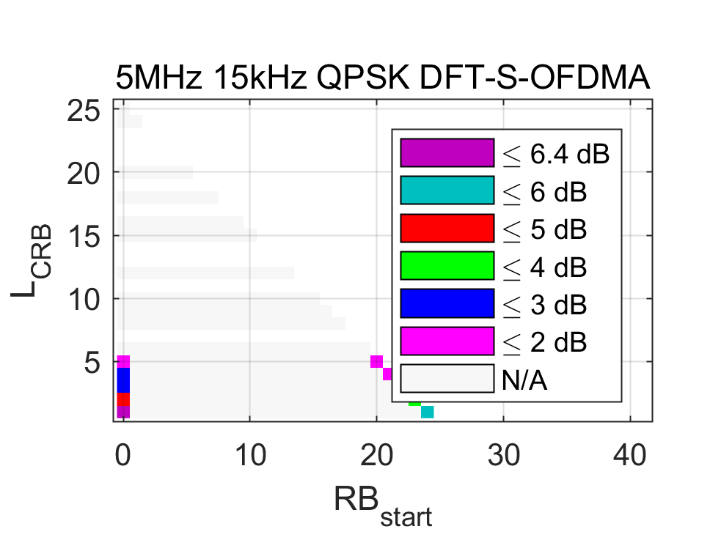 5MHz 15kHz QPSK DFT-S-OFDMA
25
20
15
10
5
L_CRB
0 10 20 30 40
RB_start
≤ 6.4 dB
≤ 6 dB
≤ 5 dB
≤ 4 dB
≤ 3 dB
≤ 2 dB
N/A